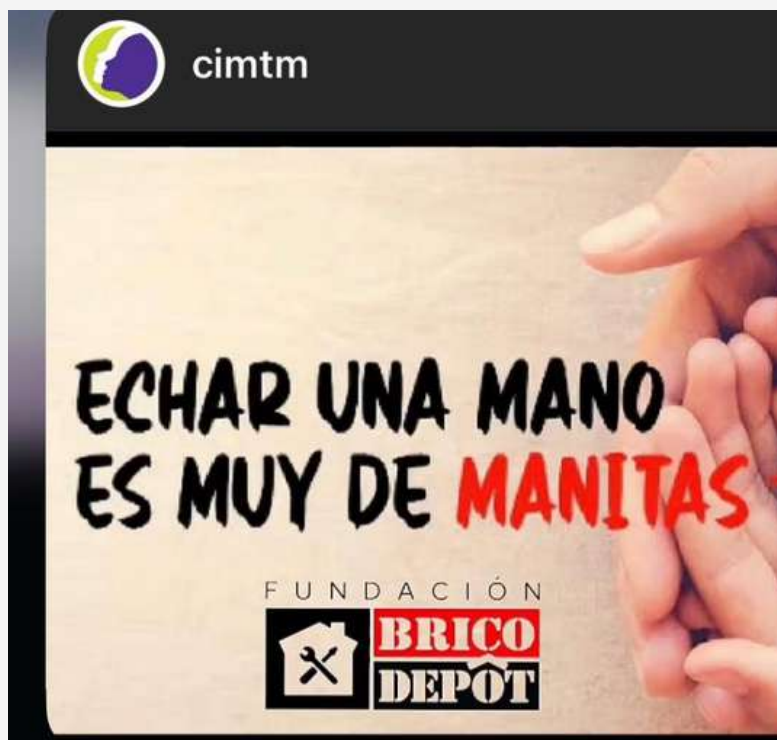 cimtm
ECHAR UNA MANO
ES MUY DE MANITAS
FUNDACIÓN
BRICO
DEPÔT